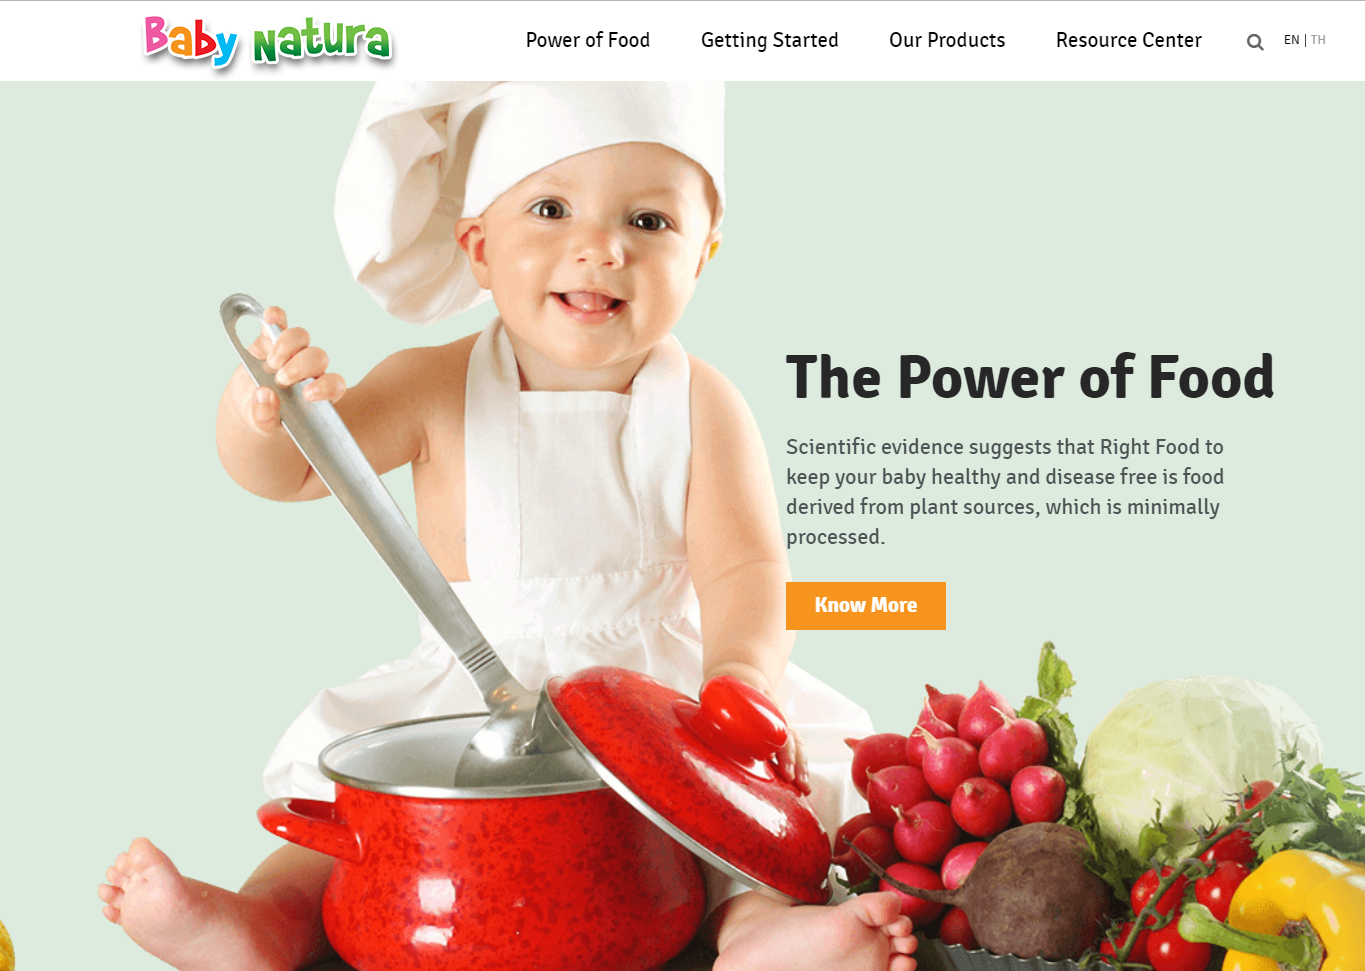 Baby Natura
Power of Food
Getting Started
Our Products
Resource Center
EN | TH
The Power of Food
Scientific evidence suggests that Right Food to
keep your baby healthy and disease free is food
derived from plant sources, which is minimally
processed.
Know More